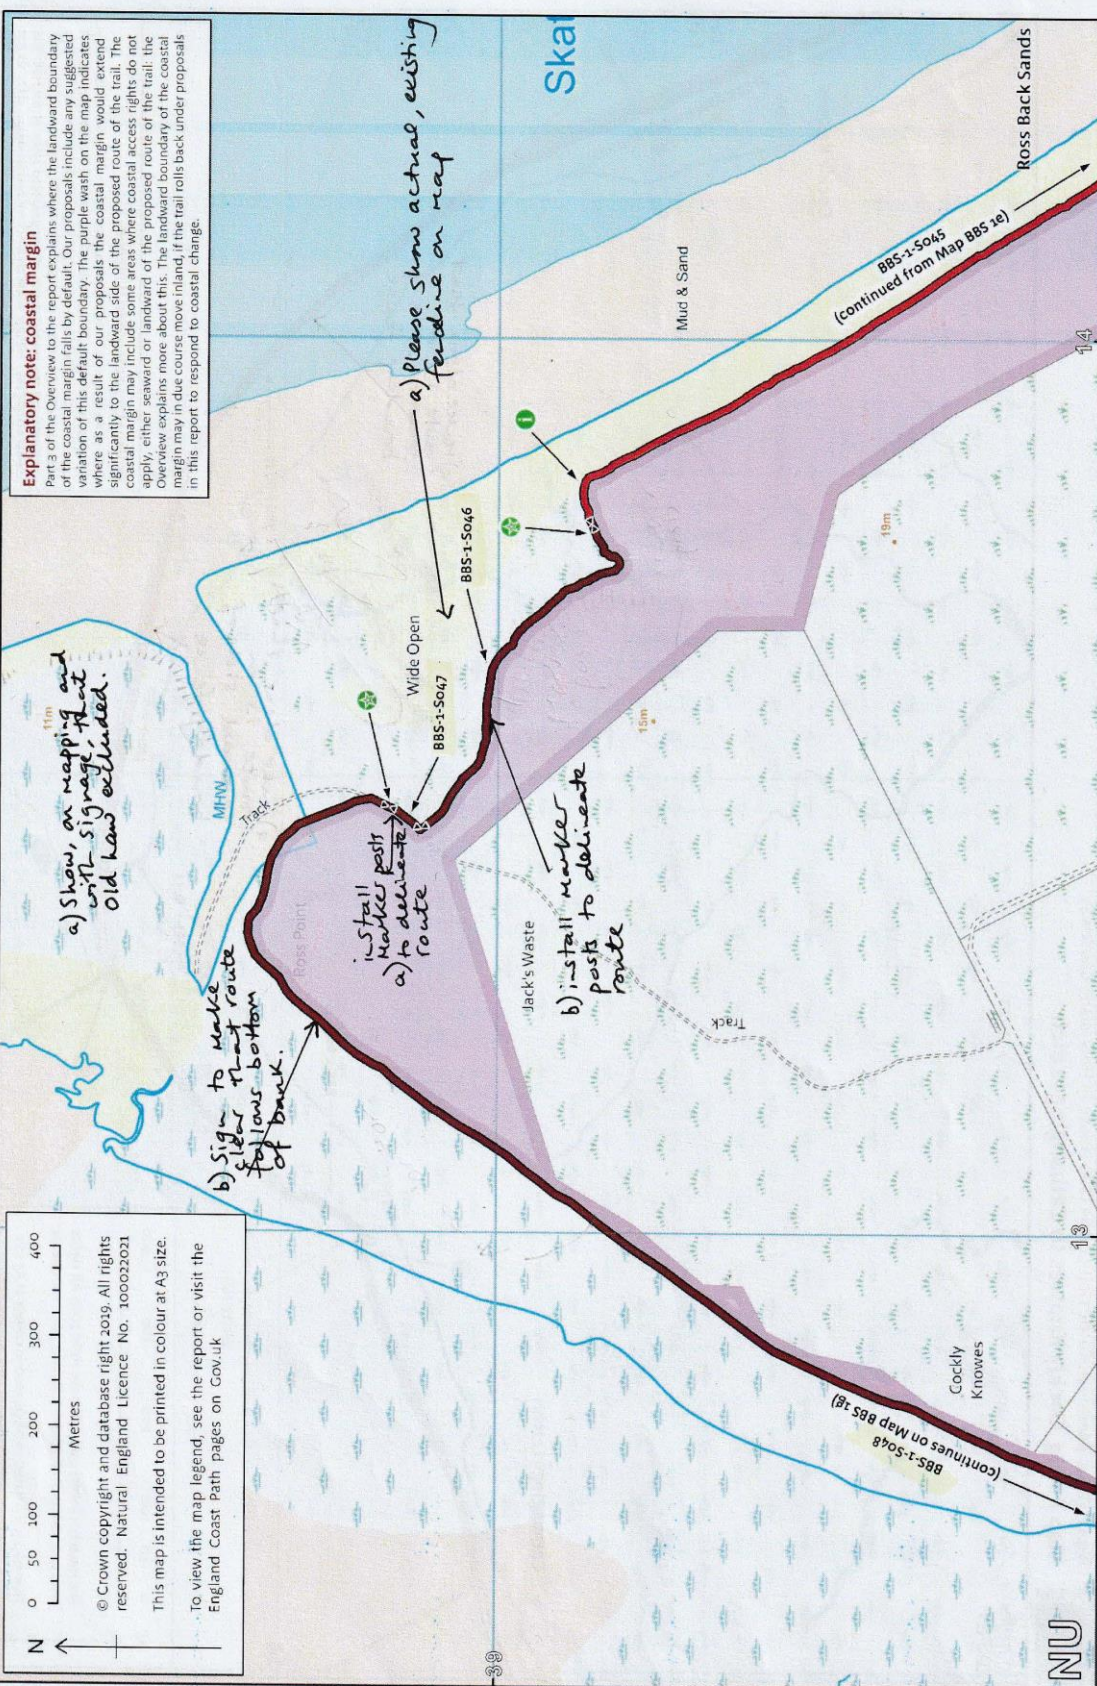 N
0 50 100 200 300 400
Metres
© Crown copyright and database right 2019. All rights
reserved. Natural England Licence No. 100022021
This map is intended to be printed in colour at A3 size.
To view the map legend, see the report or visit the
England Coast Path pages on Gov.uk
Explanatory note: coastal margin
Part 3 of the Overview to the report explains where the landward boundary
of the coastal margin falls by default. Our proposals include any suggested
variation of this default boundary. The purple wash on the map indicates
where as a result of our proposals the coastal margin would extend
significantly to the landward side of the proposed route of the trail. The
coastal margin may include some areas where coastal access rights do not
apply, either seaward or landward of the proposed route of the trail: the
Overview explains more about this. The landward boundary of the coastal
margin may in due course move inland, if the trail rolls back under proposals
in this report to respond to coastal change.
11m
a) Show, on mapping and
with signage, that
Old Law excluded.
MHW
Track
b) Sign to make
clear that route
follows bottom
of bank.
Ross Point
install
marker posts
a) to delineate
route
Wide Open
BBS-1-S047
BBS-1-S046
a) Please show actual, existing
fenceline on map
Skat
i
Mud & Sand
39
Jack's Waste
b) install marker
posts to delineate
route
15m
19m
Track
BBS-1-S045
(continued from Map BBS 1e)
Ross Back Sands
Cockly
Knowes
BBS-1-S048
(continues on Map BBS 1g)
NU
13
14